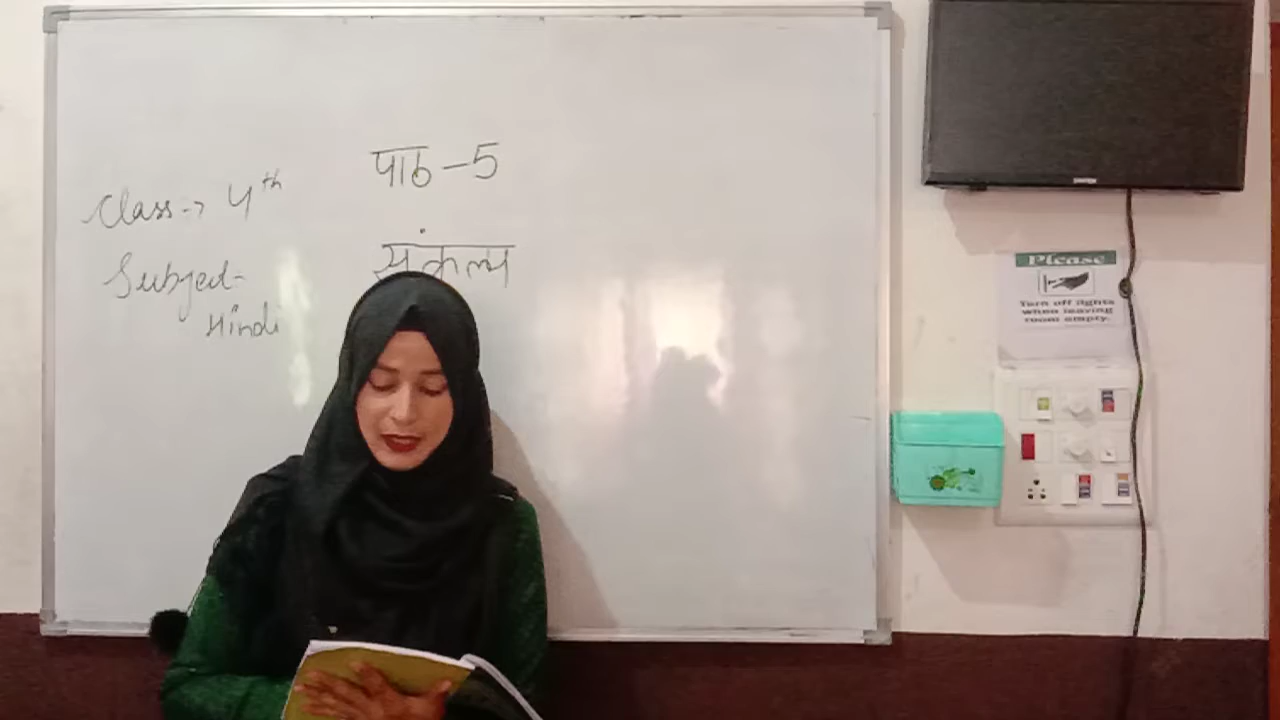 पाठ-5
Class-> 4th
संकल्प
Subject-
Hindi
Please
Turn off lights
when leaving
room empty.